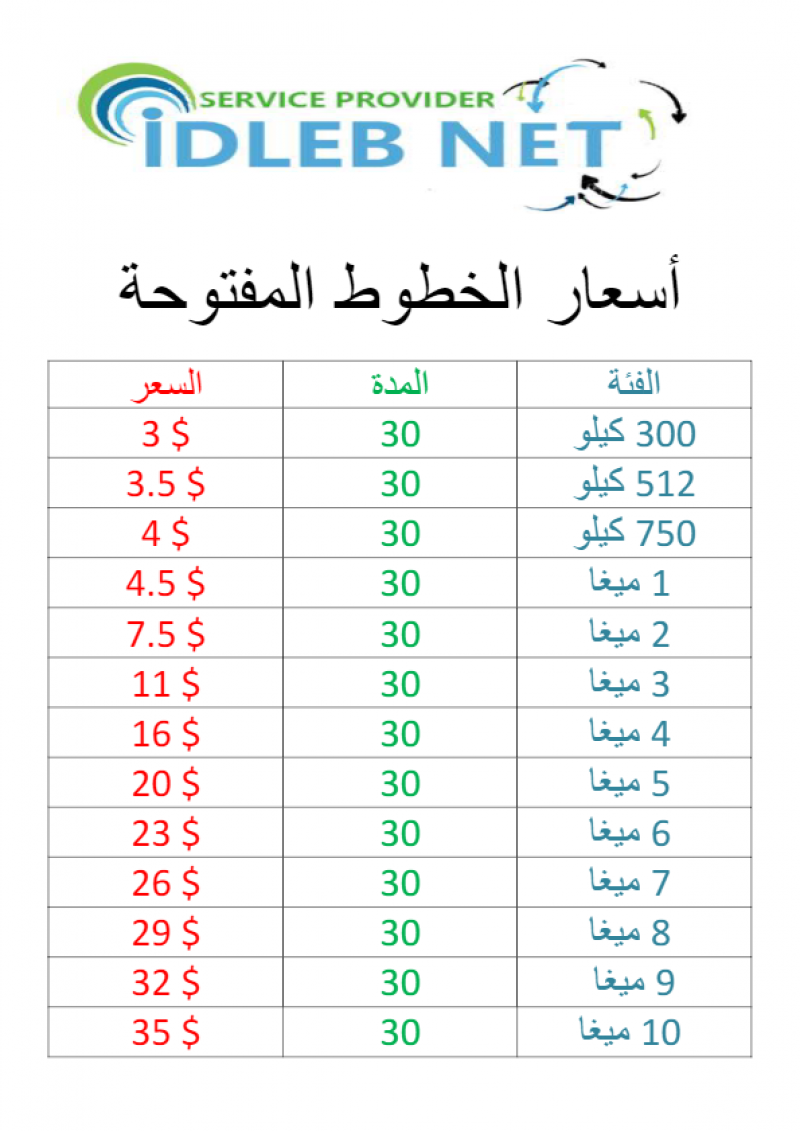 SERVICE PROVIDER
iDLEB NET
أسعار الخطوط المفتوحة
الفئة المدة السعر
300 كيلو 30 3 $
512 كيلو 30 3.5 $
750 كيلو 30 4 $
1 ميغا 30 4.5 $
2 ميغا 30 7.5 $
3 ميغا 30 11 $
4 ميغا 30 16 $
5 ميغا 30 20 $
6 ميغا 30 23 $
7 ميغا 30 26 $
8 ميغا 30 29 $
9 ميغا 30 32 $
10 ميغا 30 35 $